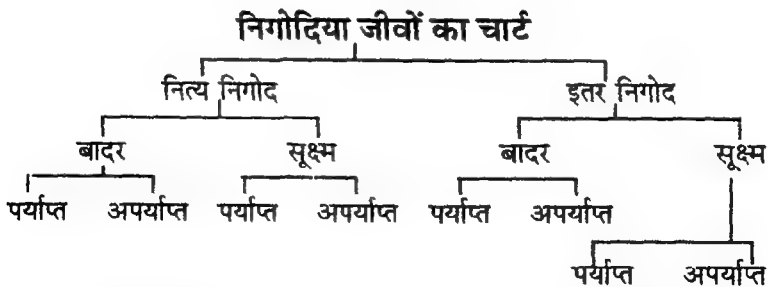 निगोदिया जीवों का चार्ट
नित्य निगोद इतर निगोद
बादर सूक्ष्म बादर सूक्ष्म
पर्याप्त अपर्याप्त पर्याप्त अपर्याप्त पर्याप्त अपर्याप्त
पर्याप्त अपर्याप्त